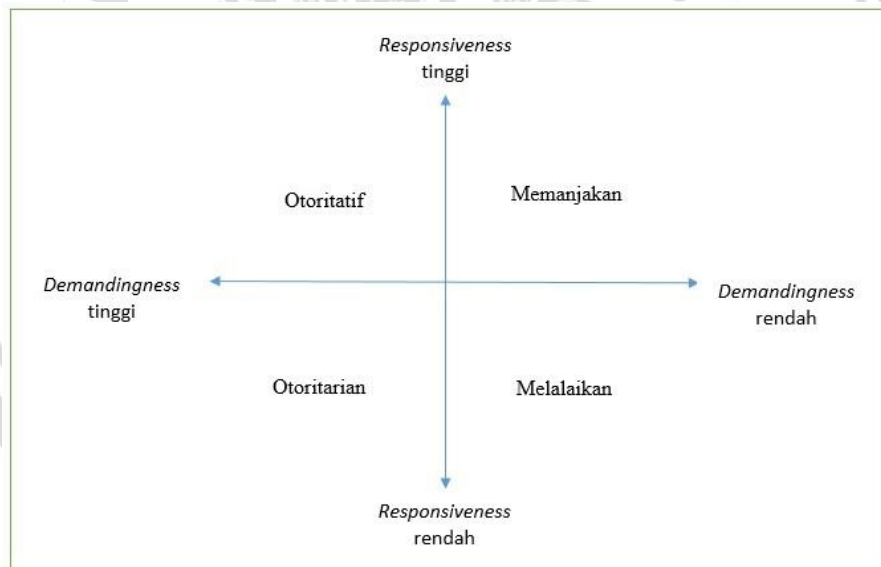 Responsiveness
tinggi
Otoritatif
Memanjakan
Demandingness
tinggi
Demandingness
rendah
Otoritarian
Melalaikan
Responsiveness
rendah